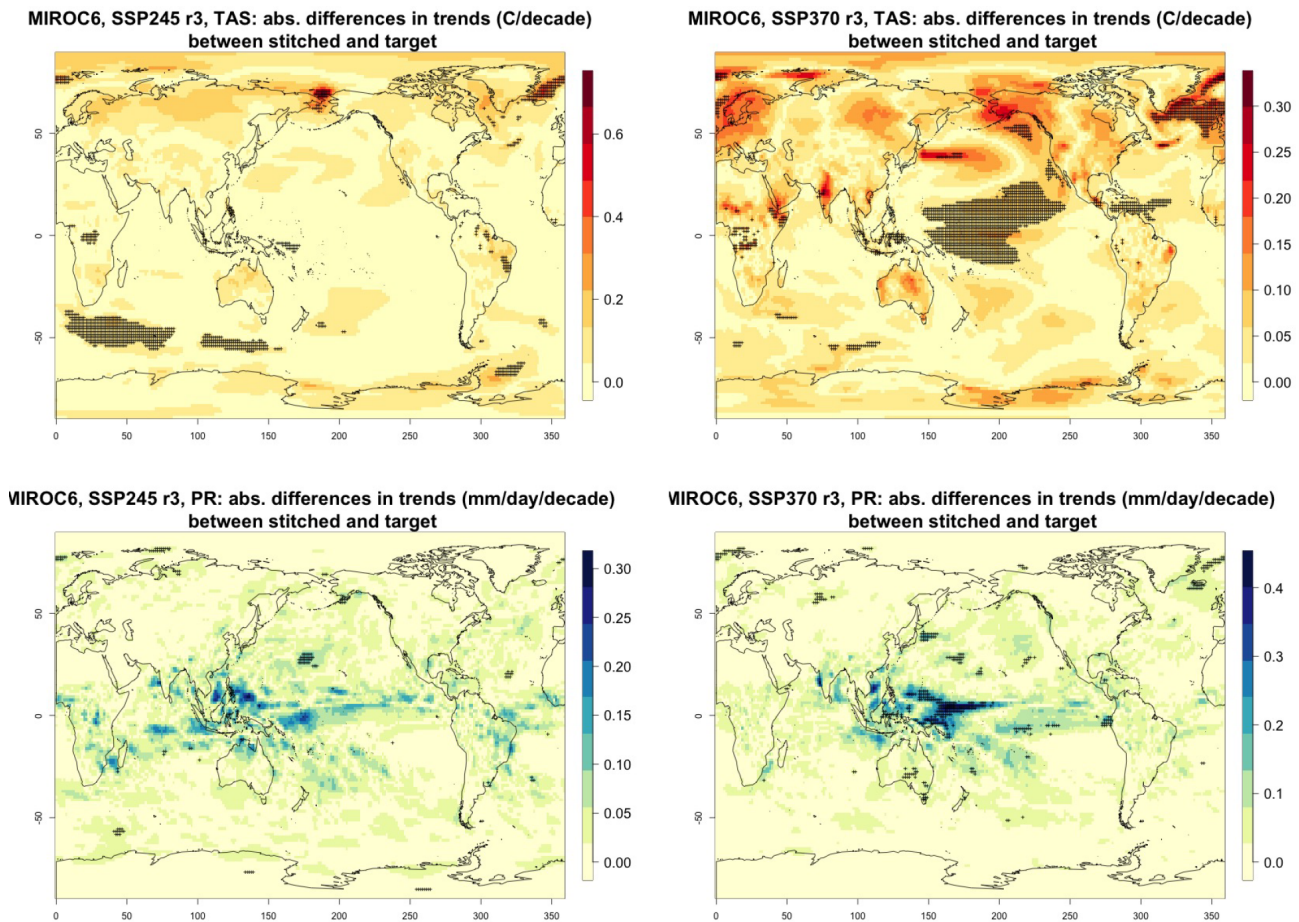 MIROC6, SSP245 r3, TAS: abs. differences in trends (C/decade)
between stitched and target
50
0
-50
0 50 100 150 200 250 300 350
0.6
0.4
0.2
0.0
MIROC6, SSP370 r3, TAS: abs. differences in trends (C/decade)
between stitched and target
50
0
-50
0 50 100 150 200 250 300 350
0.30
0.25
0.20
0.15
0.10
0.05
0.00
MIROC6, SSP245 r3, PR: abs. differences in trends (mm/day/decade)
between stitched and target
50
0
-50
0 50 100 150 200 250 300 350
0.30
0.25
0.20
0.15
0.10
0.05
0.00
MIROC6, SSP370 r3, PR: abs. differences in trends (mm/day/decade)
between stitched and target
50
0
-50
0 50 100 150 200 250 300 350
0.4
0.3
0.2
0.1
0.0